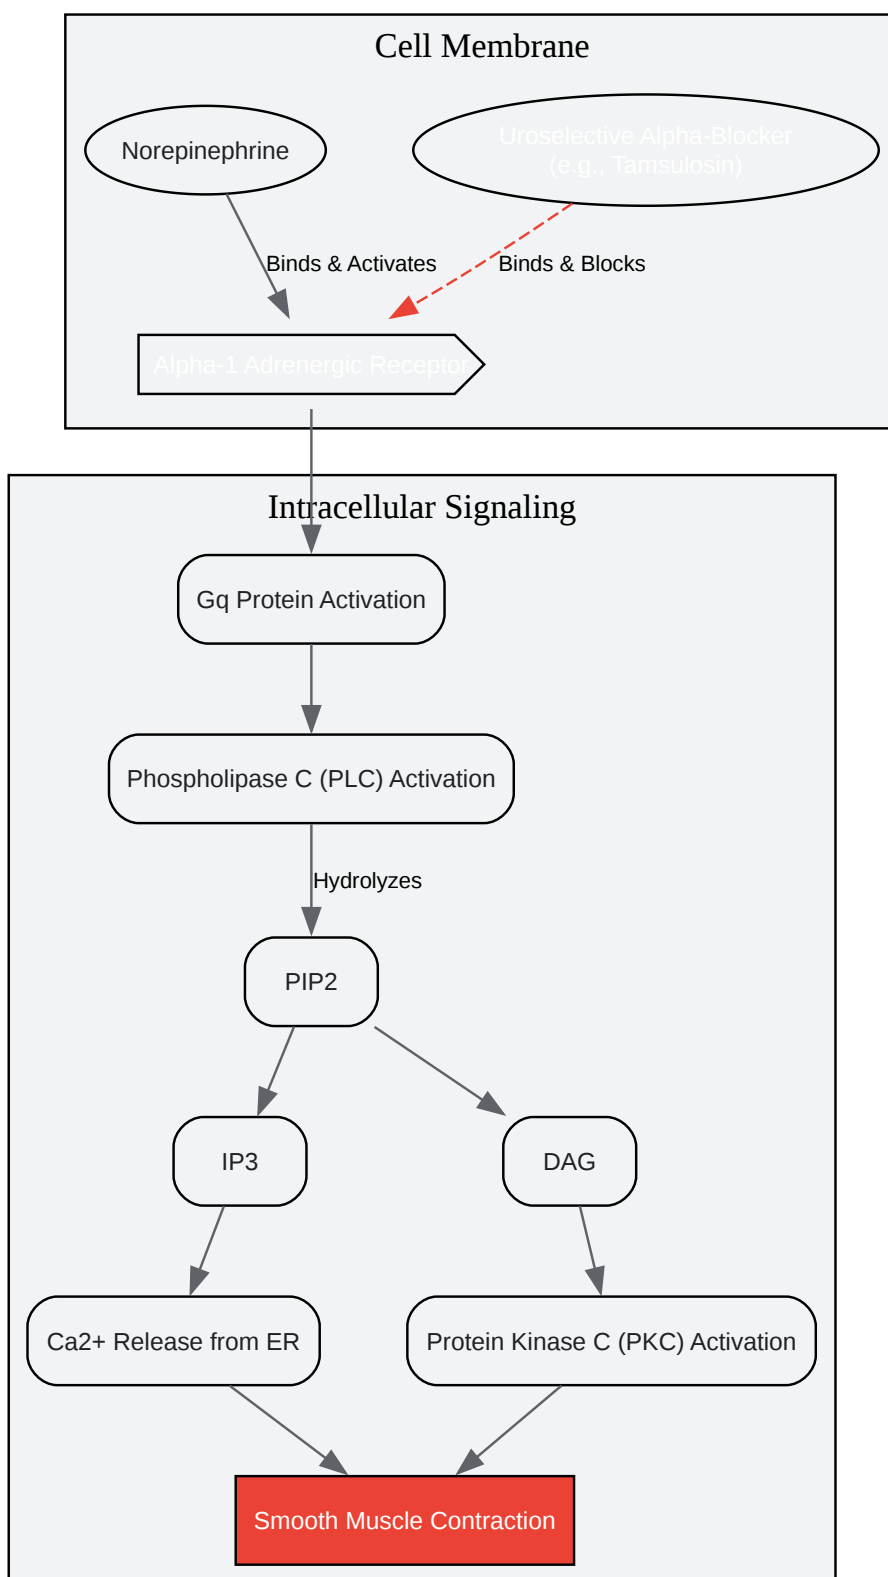 Cell Membrane
Norepinephrine
Uroselective Alpha-Blocker
(e.g., Tamsulosin)
Binds & Activates
Binds & Blocks
Alpha-1 Adrenergic Receptor
Intracellular Signaling
Gq Protein Activation
Phospholipase C (PLC) Activation
Hydrolyzes
PIP2
IP3
DAG
Ca2+ Release from ER
Protein Kinase C (PKC) Activation
Smooth Muscle Contraction